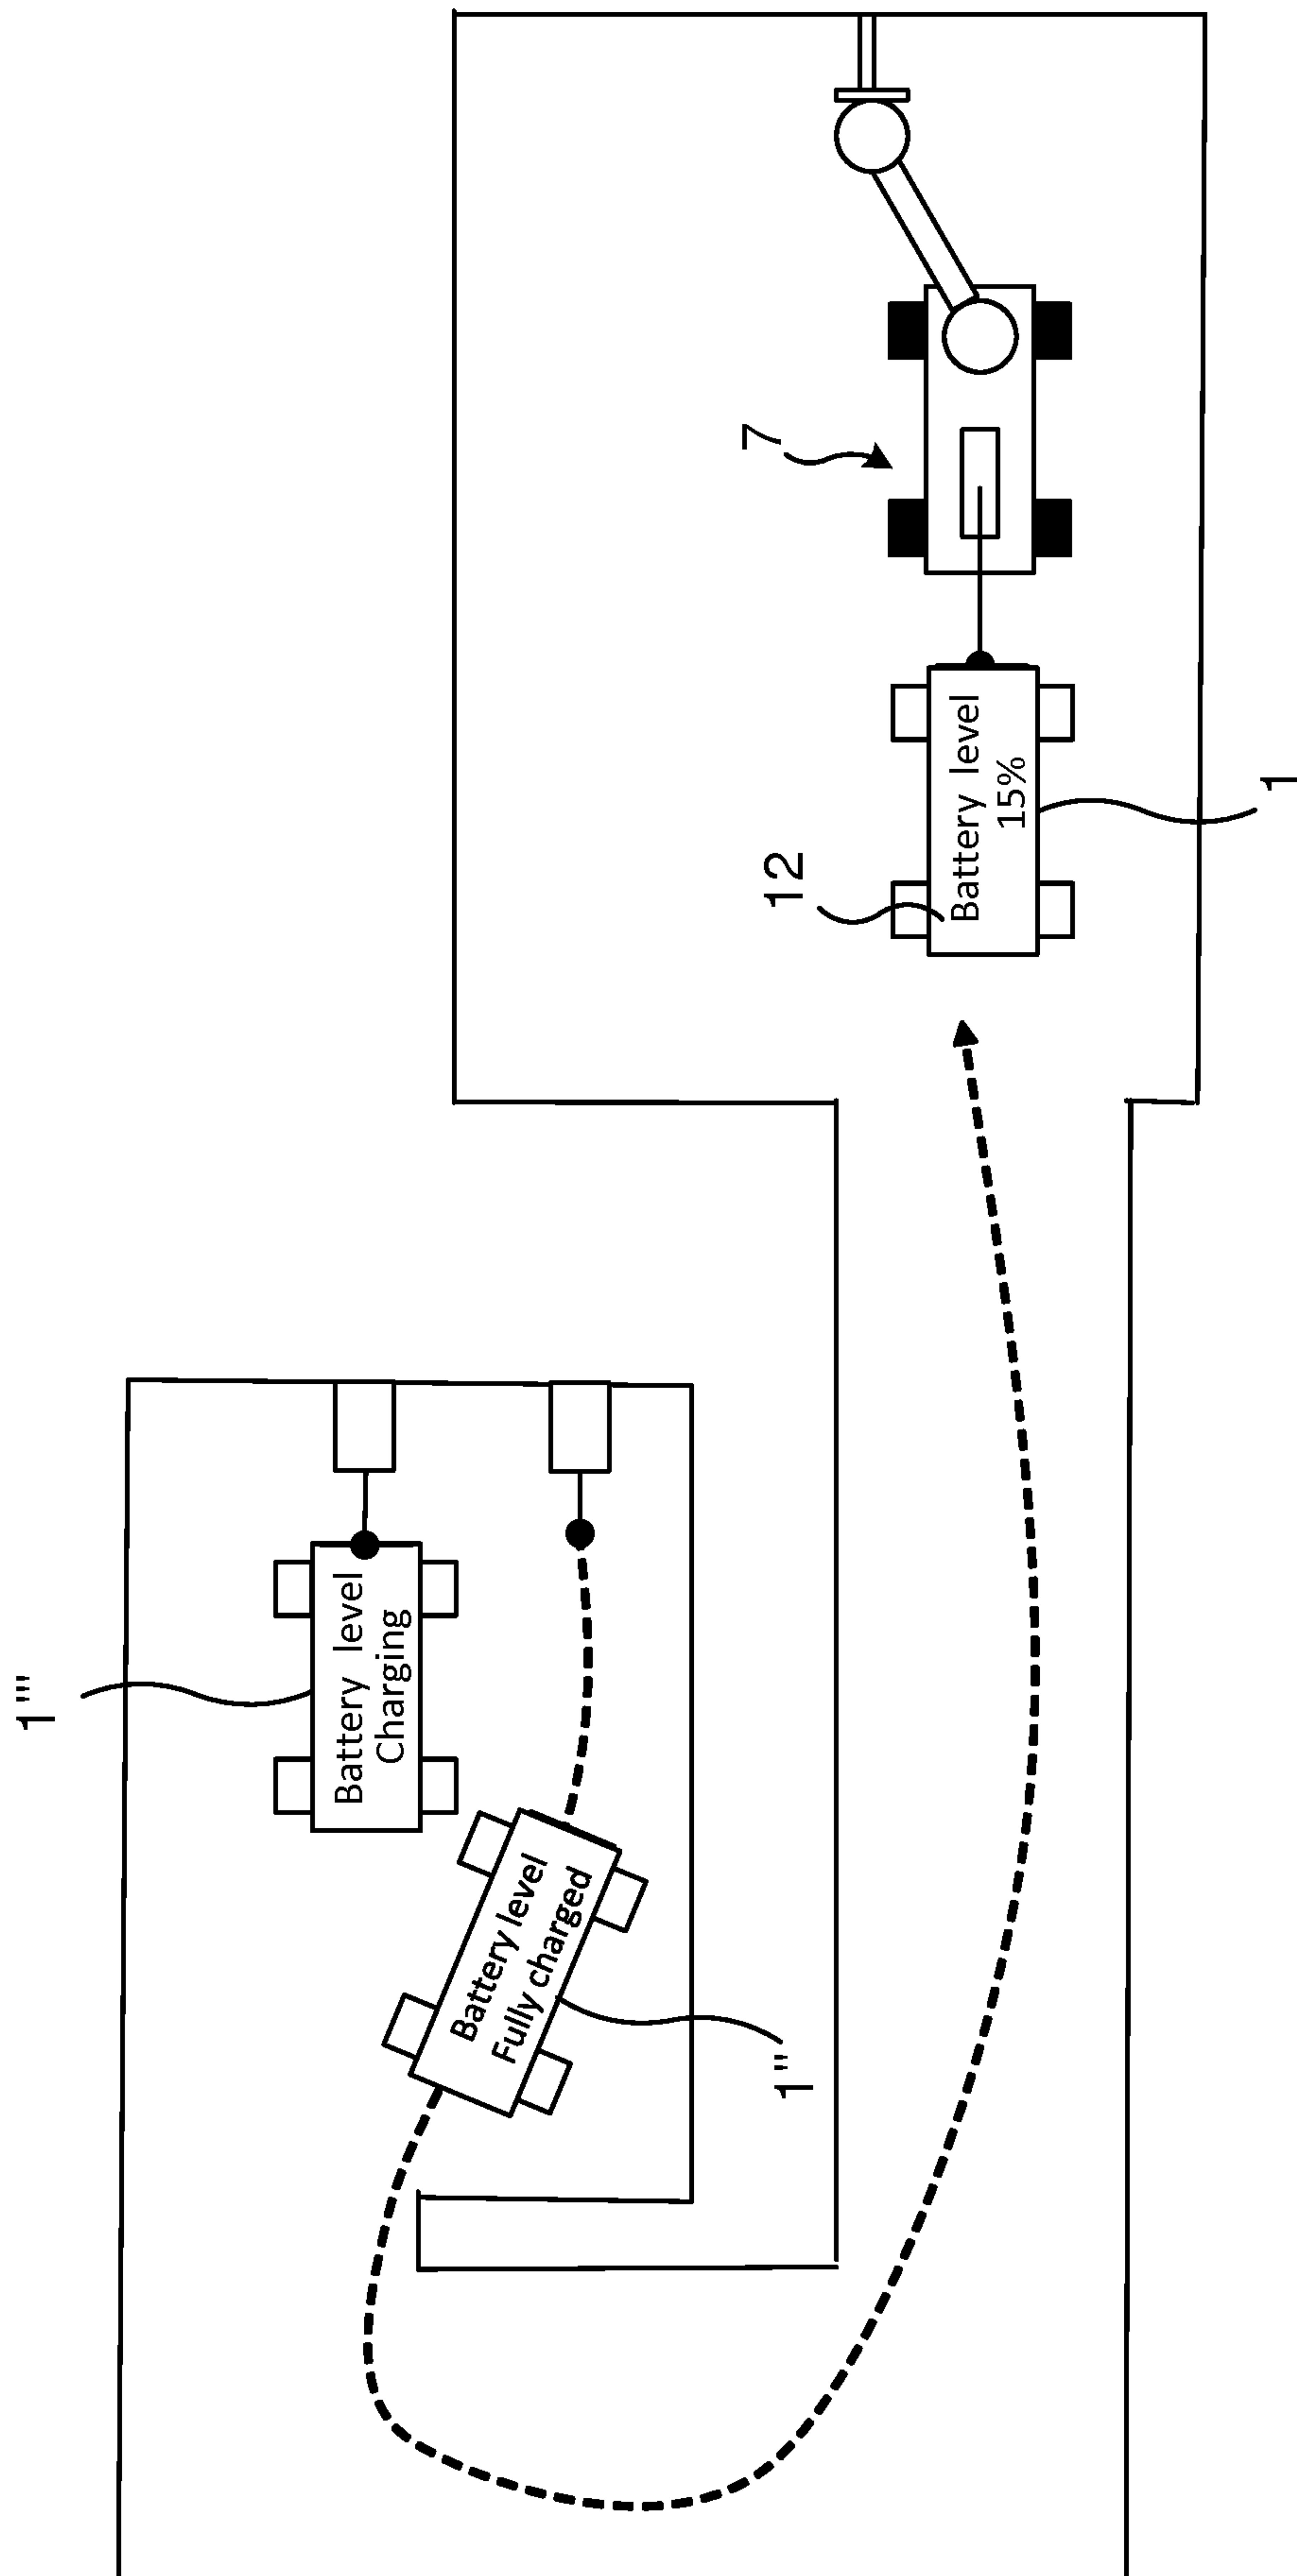 1'''
Battery level
Charging
Battery level
Fully charged
1''
7
12
Battery level
15%
1